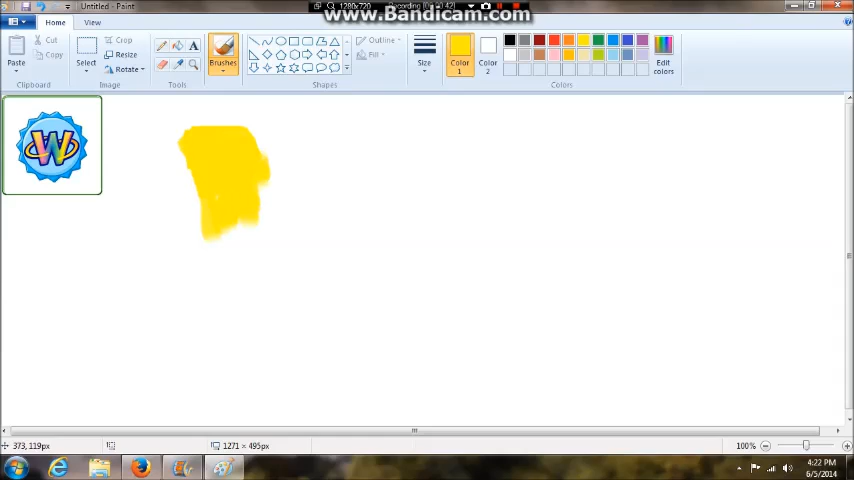 Untitled - Paint
1280x720
Recording
www.Bandicam.com
Home
View
Paste
Cut
Copy
Clipboard
Select
Crop
Resize
Rotate
Image
A
Tools
Brushes
Outline
Fill
Shapes
Size
Color 1
Color 2
Edit colors
Colors
W
373, 119px
1271 × 495px
100%
4:22 PM
6/5/2014